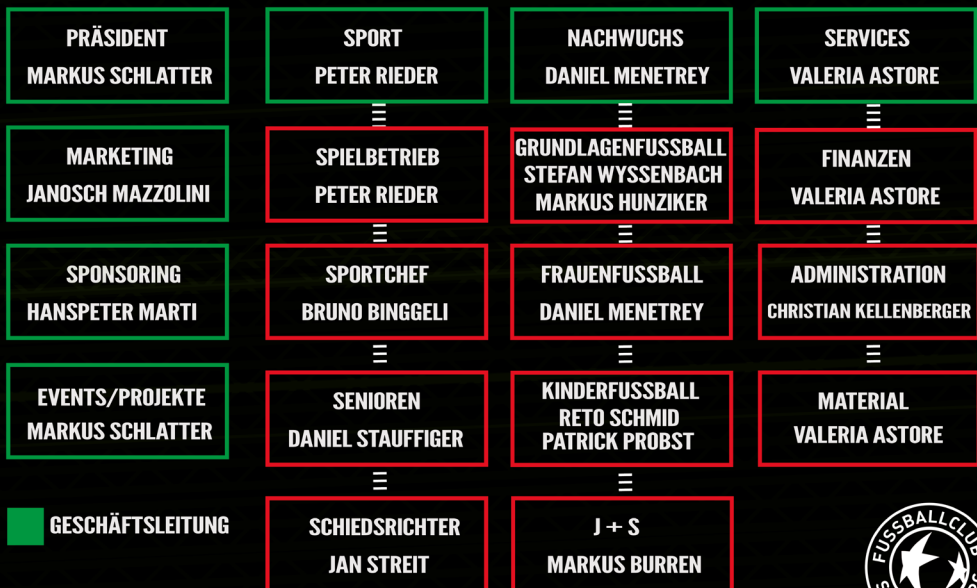 PRÄSIDENT
MARKUS SCHLATTER
SPORT
PETER RIEDER
NACHWUCHS
DANIEL MENETREY
SERVICES
VALERIA ASTORE
MARKETING
JANOSCH MAZZOLINI
SPIELBETRIEB
PETER RIEDER
GRUNDLAGENFUSSBALL
STEFAN WYSSENBACH
MARKUS HUNZIKER
FINANZEN
VALERIA ASTORE
SPONSORING
HANSPETER MARTI
SPORTCHEF
BRUNO BINGGELI
FRAUENFUSSBALL
DANIEL MENETREY
ADMINISTRATION
CHRISTIAN KELLENBERGER
EVENTS/PROJEKTE
MARKUS SCHLATTER
SENIOREN
DANIEL STAUFFIGER
KINDERFUSSBALL
RETO SCHMID
PATRICK PROBST
MATERIAL
VALERIA ASTORE
GESCHÄFTSLEITUNG
SCHIEDSRICHTER
JAN STREIT
J + S
MARKUS BURREN
FUSSBALLCLUB